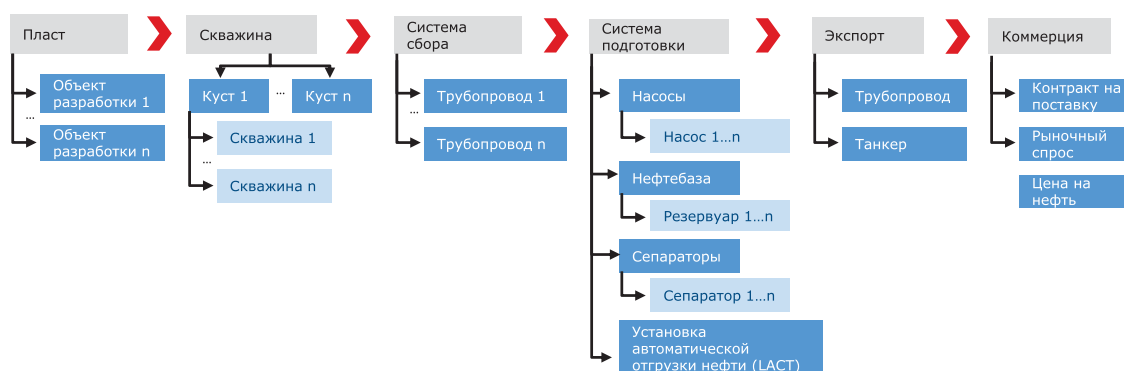 Пласт
Объект
разработки 1
...
Объект
разработки n
Скважина
Куст 1
...
Куст n
Скважина 1
...
Скважина n
Система
сбора
Трубопровод 1
...
Трубопровод n
Система
подготовки
Насосы
Насос 1...n
Нефтебаза
Резервуар 1...n
Сепараторы
Сепаратор 1...n
Установка
автоматической
отгрузки нефти (LACT)
Экспорт
Трубопровод
Танкер
Коммерция
Контракт на
поставку
Рыночный
спрос
Цена на
нефть